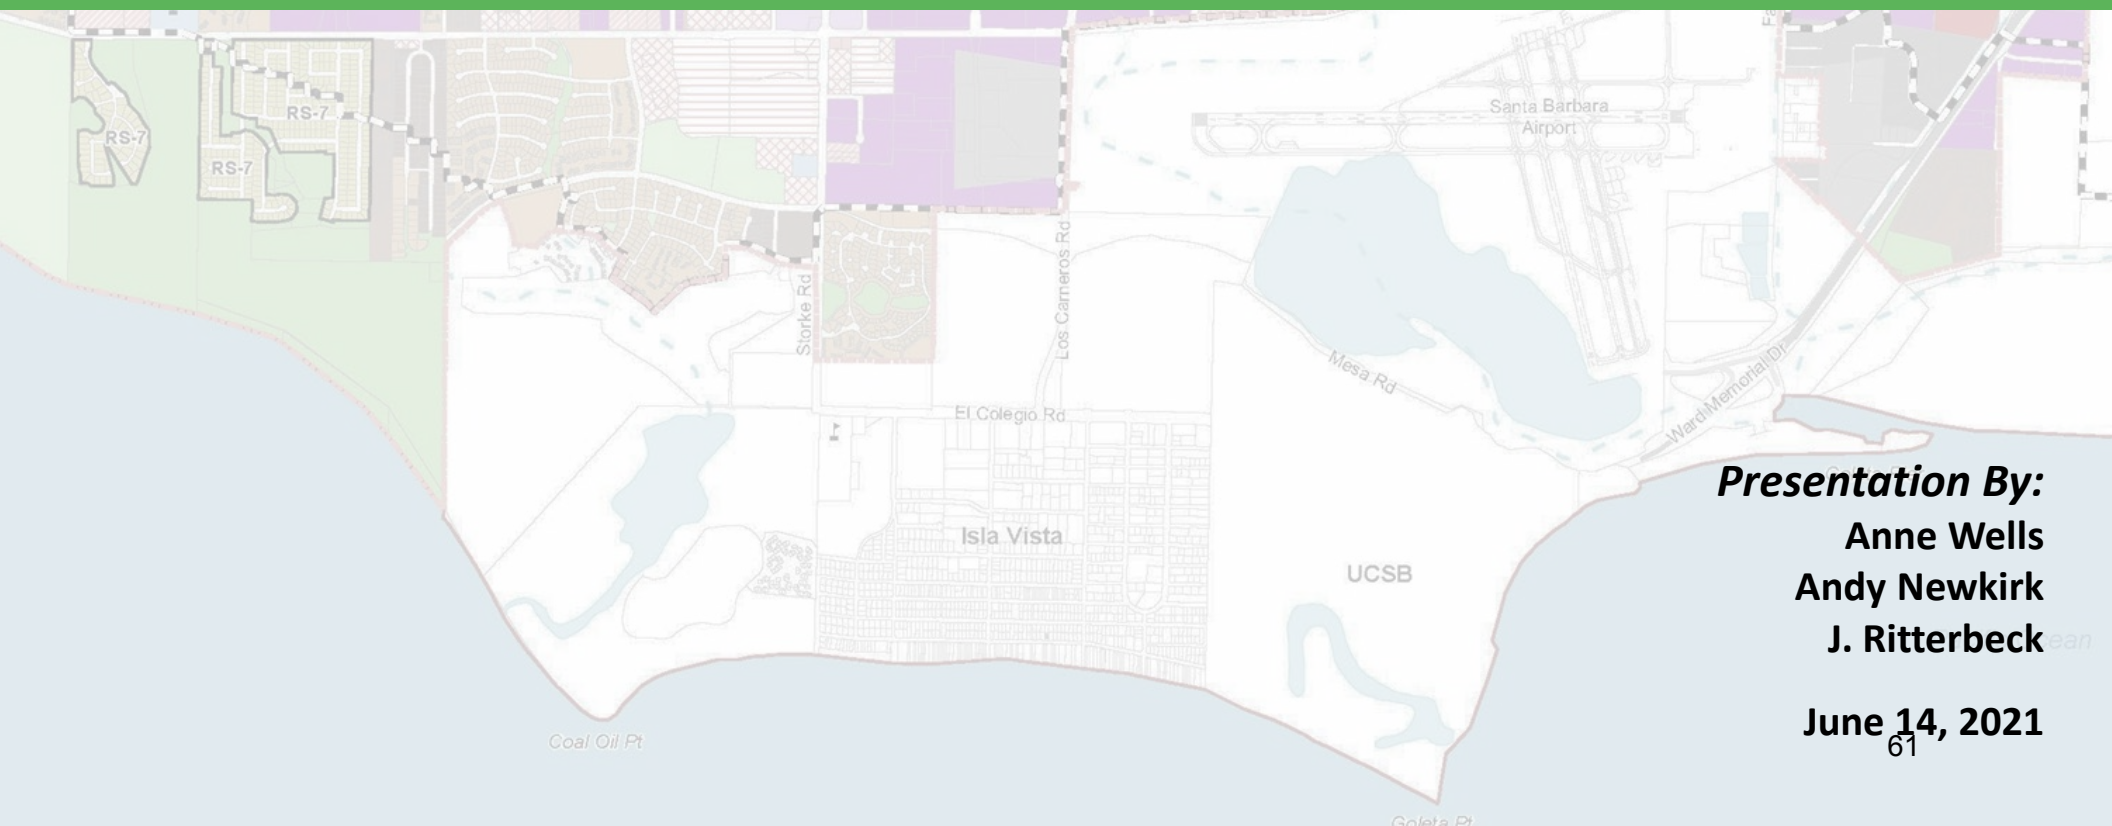 Santa Barbara
Airport
RS-7
RS-7
RS-7
Storke Rd
Los Carneros Rd
Mesa Rd
Ward Memorial Dr
El Colegio Rd
Isla Vista
UCSB
Presentation By:
Anne Wells
Andy Newkirk
J. Ritterbeck
June 14, 2021
61
Coal Oil Pt
Goleta Pt